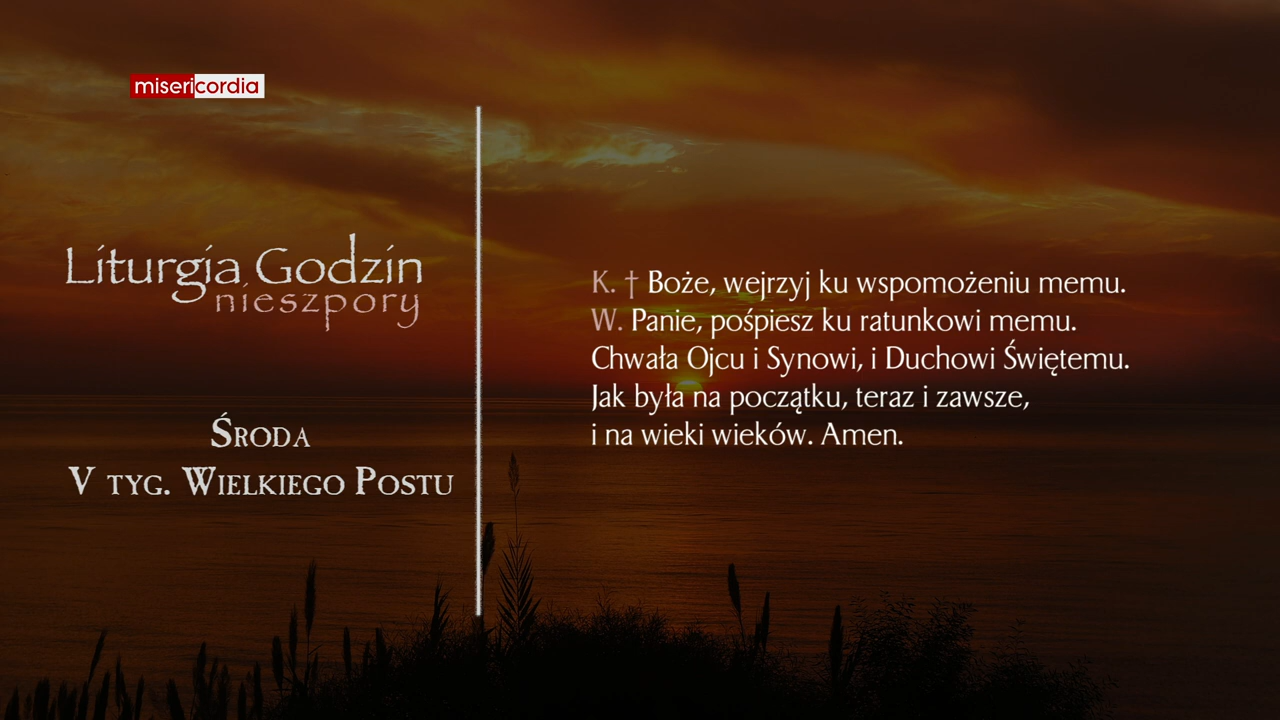 misericordia
Liturgia Godzin
nieszpory
Środa
V tyg. Wielkiego Postu
K. † Boże, wejrzyj ku wspomożeniu memu.
W. Panie, pośpiesz ku ratunkowi memu.
Chwała Ojcu i Synowi, i Duchowi Świętemu.
Jak była na początku, teraz i zawsze,
i na wieki wieków. Amen.